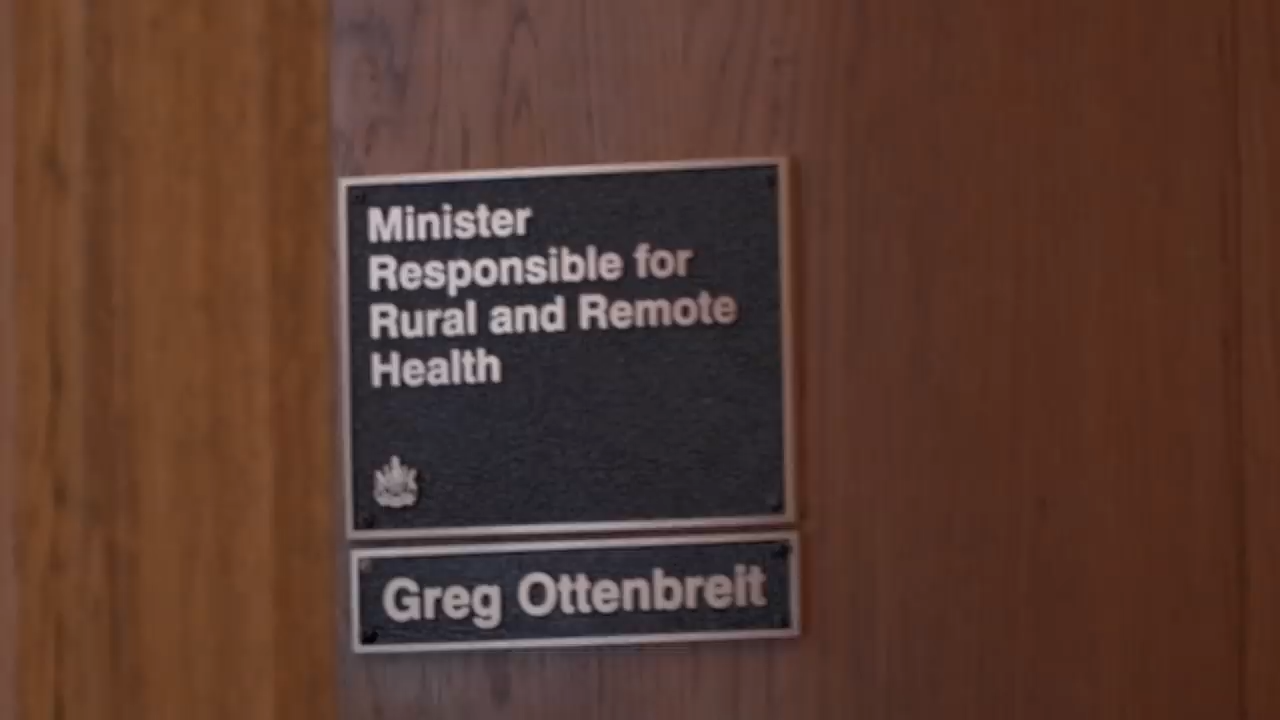 Minister
Responsible for
Rural and Remote
Health
Greg Ottenbreit